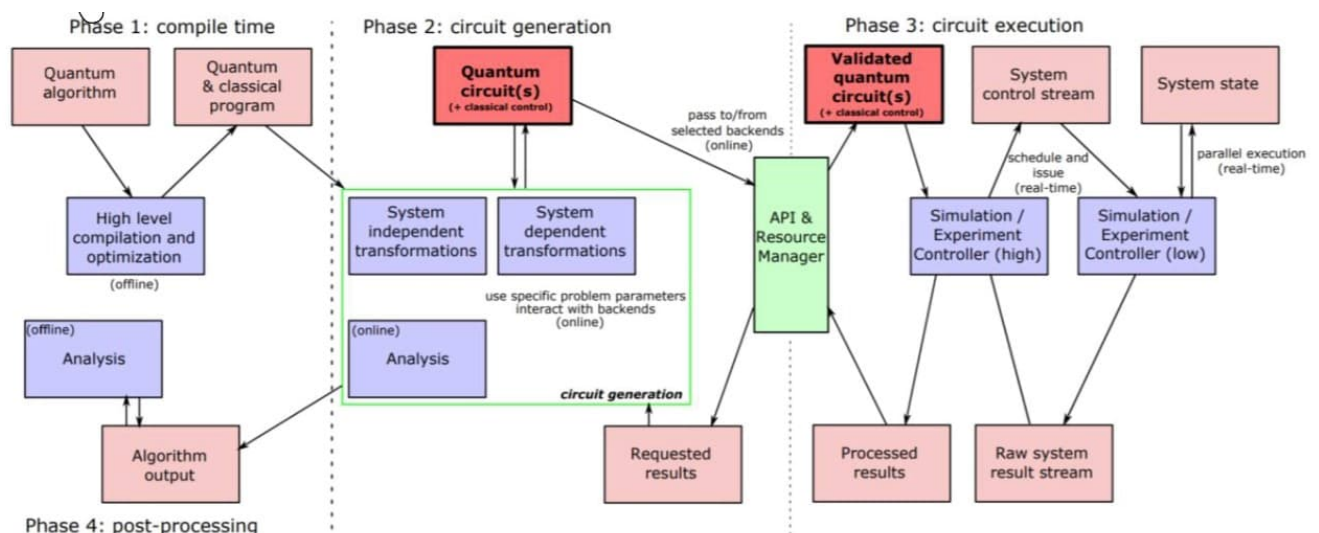 Phase 1: compile time
Quantum
algorithm
Quantum
& classical
program
High level
compilation and
optimization
(offline)
(offline)
Analysis
Algorithm
output
Phase 4: post-processing
Phase 2: circuit generation
Quantum
circuit(s)
(+ classical control)
System
independent
transformations
System
dependent
transformations
use specific problem parameters
interact with backends
(online)
(online)
Analysis
circuit generation
Requested
results
pass to/from
selected backends
(online)
API &
Resource
Manager
Phase 3: circuit execution
Validated
quantum
circuit(s)
(+ classical control)
System
control stream
System state
schedule and
issue
(real-time)
parallel execution
(real-time)
Simulation /
Experiment
Controller (high)
Simulation /
Experiment
Controller (low)
Processed
results
Raw system
result stream